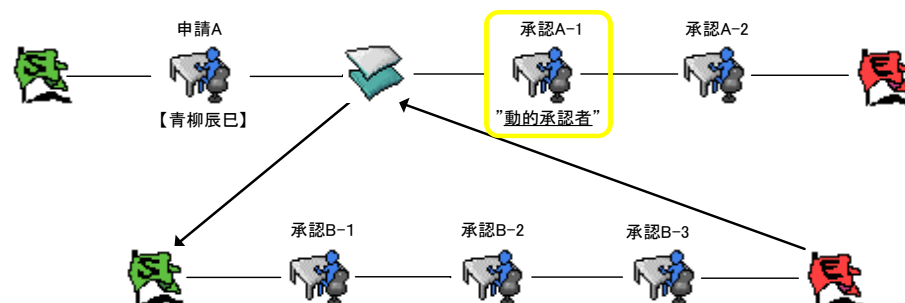 申請A
承認A-1
承認A-2
S
€
【青柳辰巳】
”動的承認者”
承認B-1
承認B-2
承認B-3
S
€